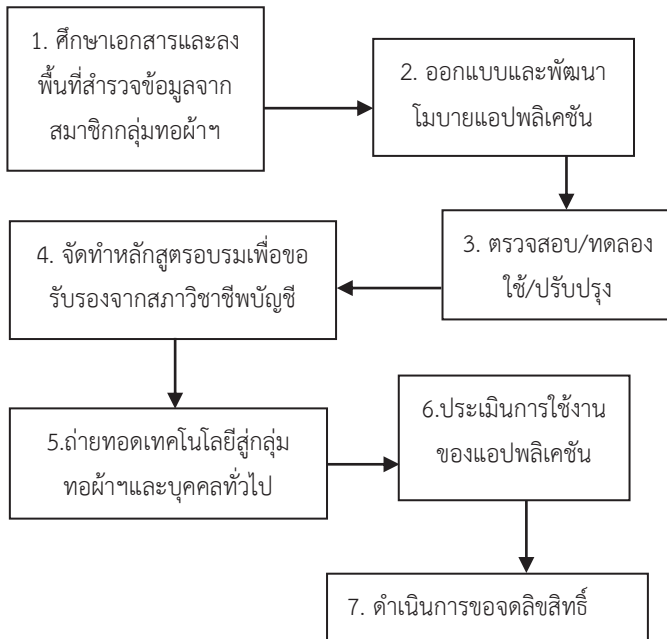 1. ศึกษาเอกสารและลง
พื้นที่สำรวจข้อมูลจาก
สมาชิกกลุ่มทอผ้าฯ
2. ออกแบบและพัฒนา
โมบายแอปพลิเคชัน
3. ตรวจสอบ/ทดลอง
ใช้/ปรับปรุง
4. จัดทำหลักสูตรอบรมเพื่อขอ
รับรองจากสภาวิชาชีพบัญชี
5.ถ่ายทอดเทคโนโลยีสู่กลุ่ม
ทอผ้าฯและบุคคลทั่วไป
6.ประเมินการใช้งาน
ของแอปพลิเคชัน
7. ดำเนินการขอจดลิขสิทธิ์